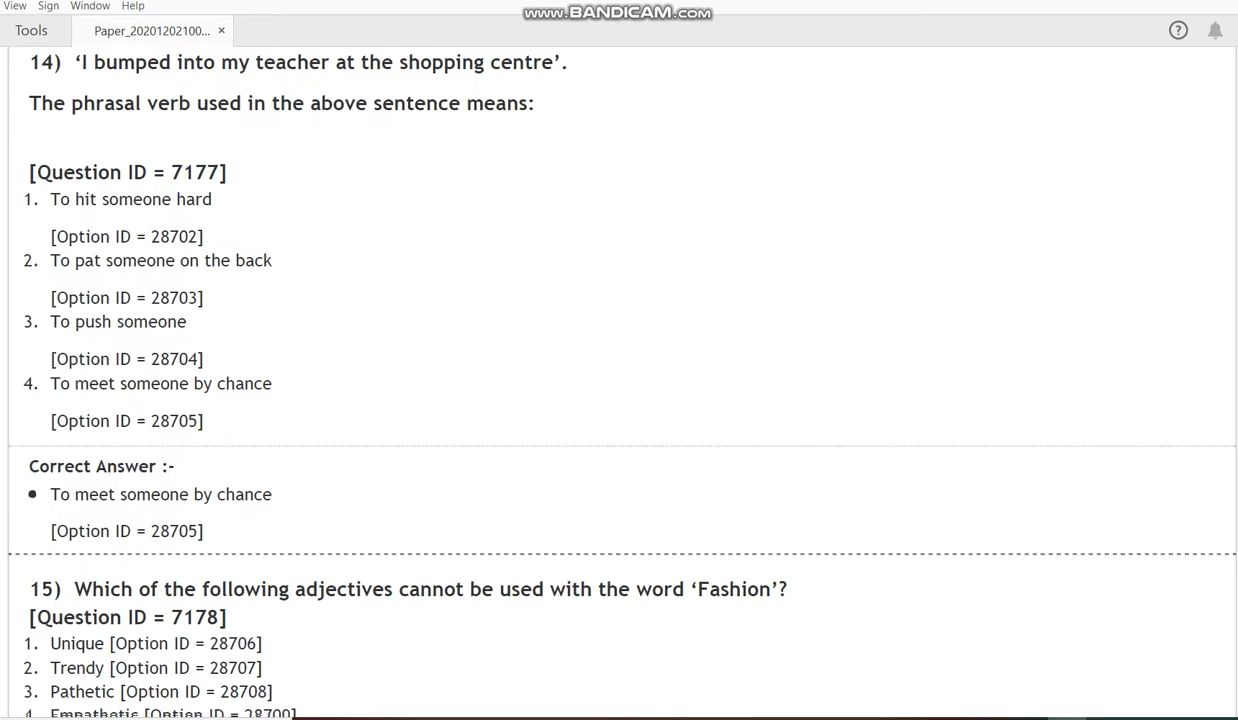 View Sign Window Help
www.BANDICAM.com
Tools Paper_20201202100... ×
14) ‘I bumped into my teacher at the shopping centre’.
The phrasal verb used in the above sentence means:
[Question ID = 7177]
1. To hit someone hard
[Option ID = 28702]
2. To pat someone on the back
[Option ID = 28703]
3. To push someone
[Option ID = 28704]
4. To meet someone by chance
[Option ID = 28705]
Correct Answer :-
• To meet someone by chance
[Option ID = 28705]
15) Which of the following adjectives cannot be used with the word ‘Fashion’?
[Question ID = 7178]
1. Unique [Option ID = 28706]
2. Trendy [Option ID = 28707]
3. Pathetic [Option ID = 28708]
4. Empathetic [Option ID = 28709]